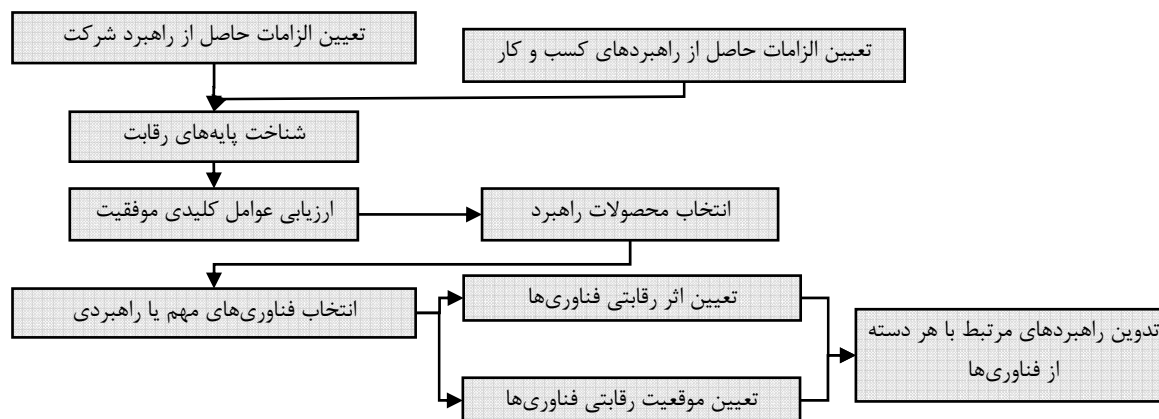 تعیین الزامات حاصل از راهبرد شرکت
تعیین الزامات حاصل از راهبردهای کسب و کار
شناخت پایه‌های رقابت
ارزیابی عوامل کلیدی موفقیت
انتخاب محصولات راهبرد
انتخاب فناوری‌های مهم یا راهبردی
تعیین اثر رقابتی فناوری‌ها
تعیین موقعیت رقابتی فناوری‌ها
تدوین راهبردهای مرتبط با هر دسته
از فناوری‌ها